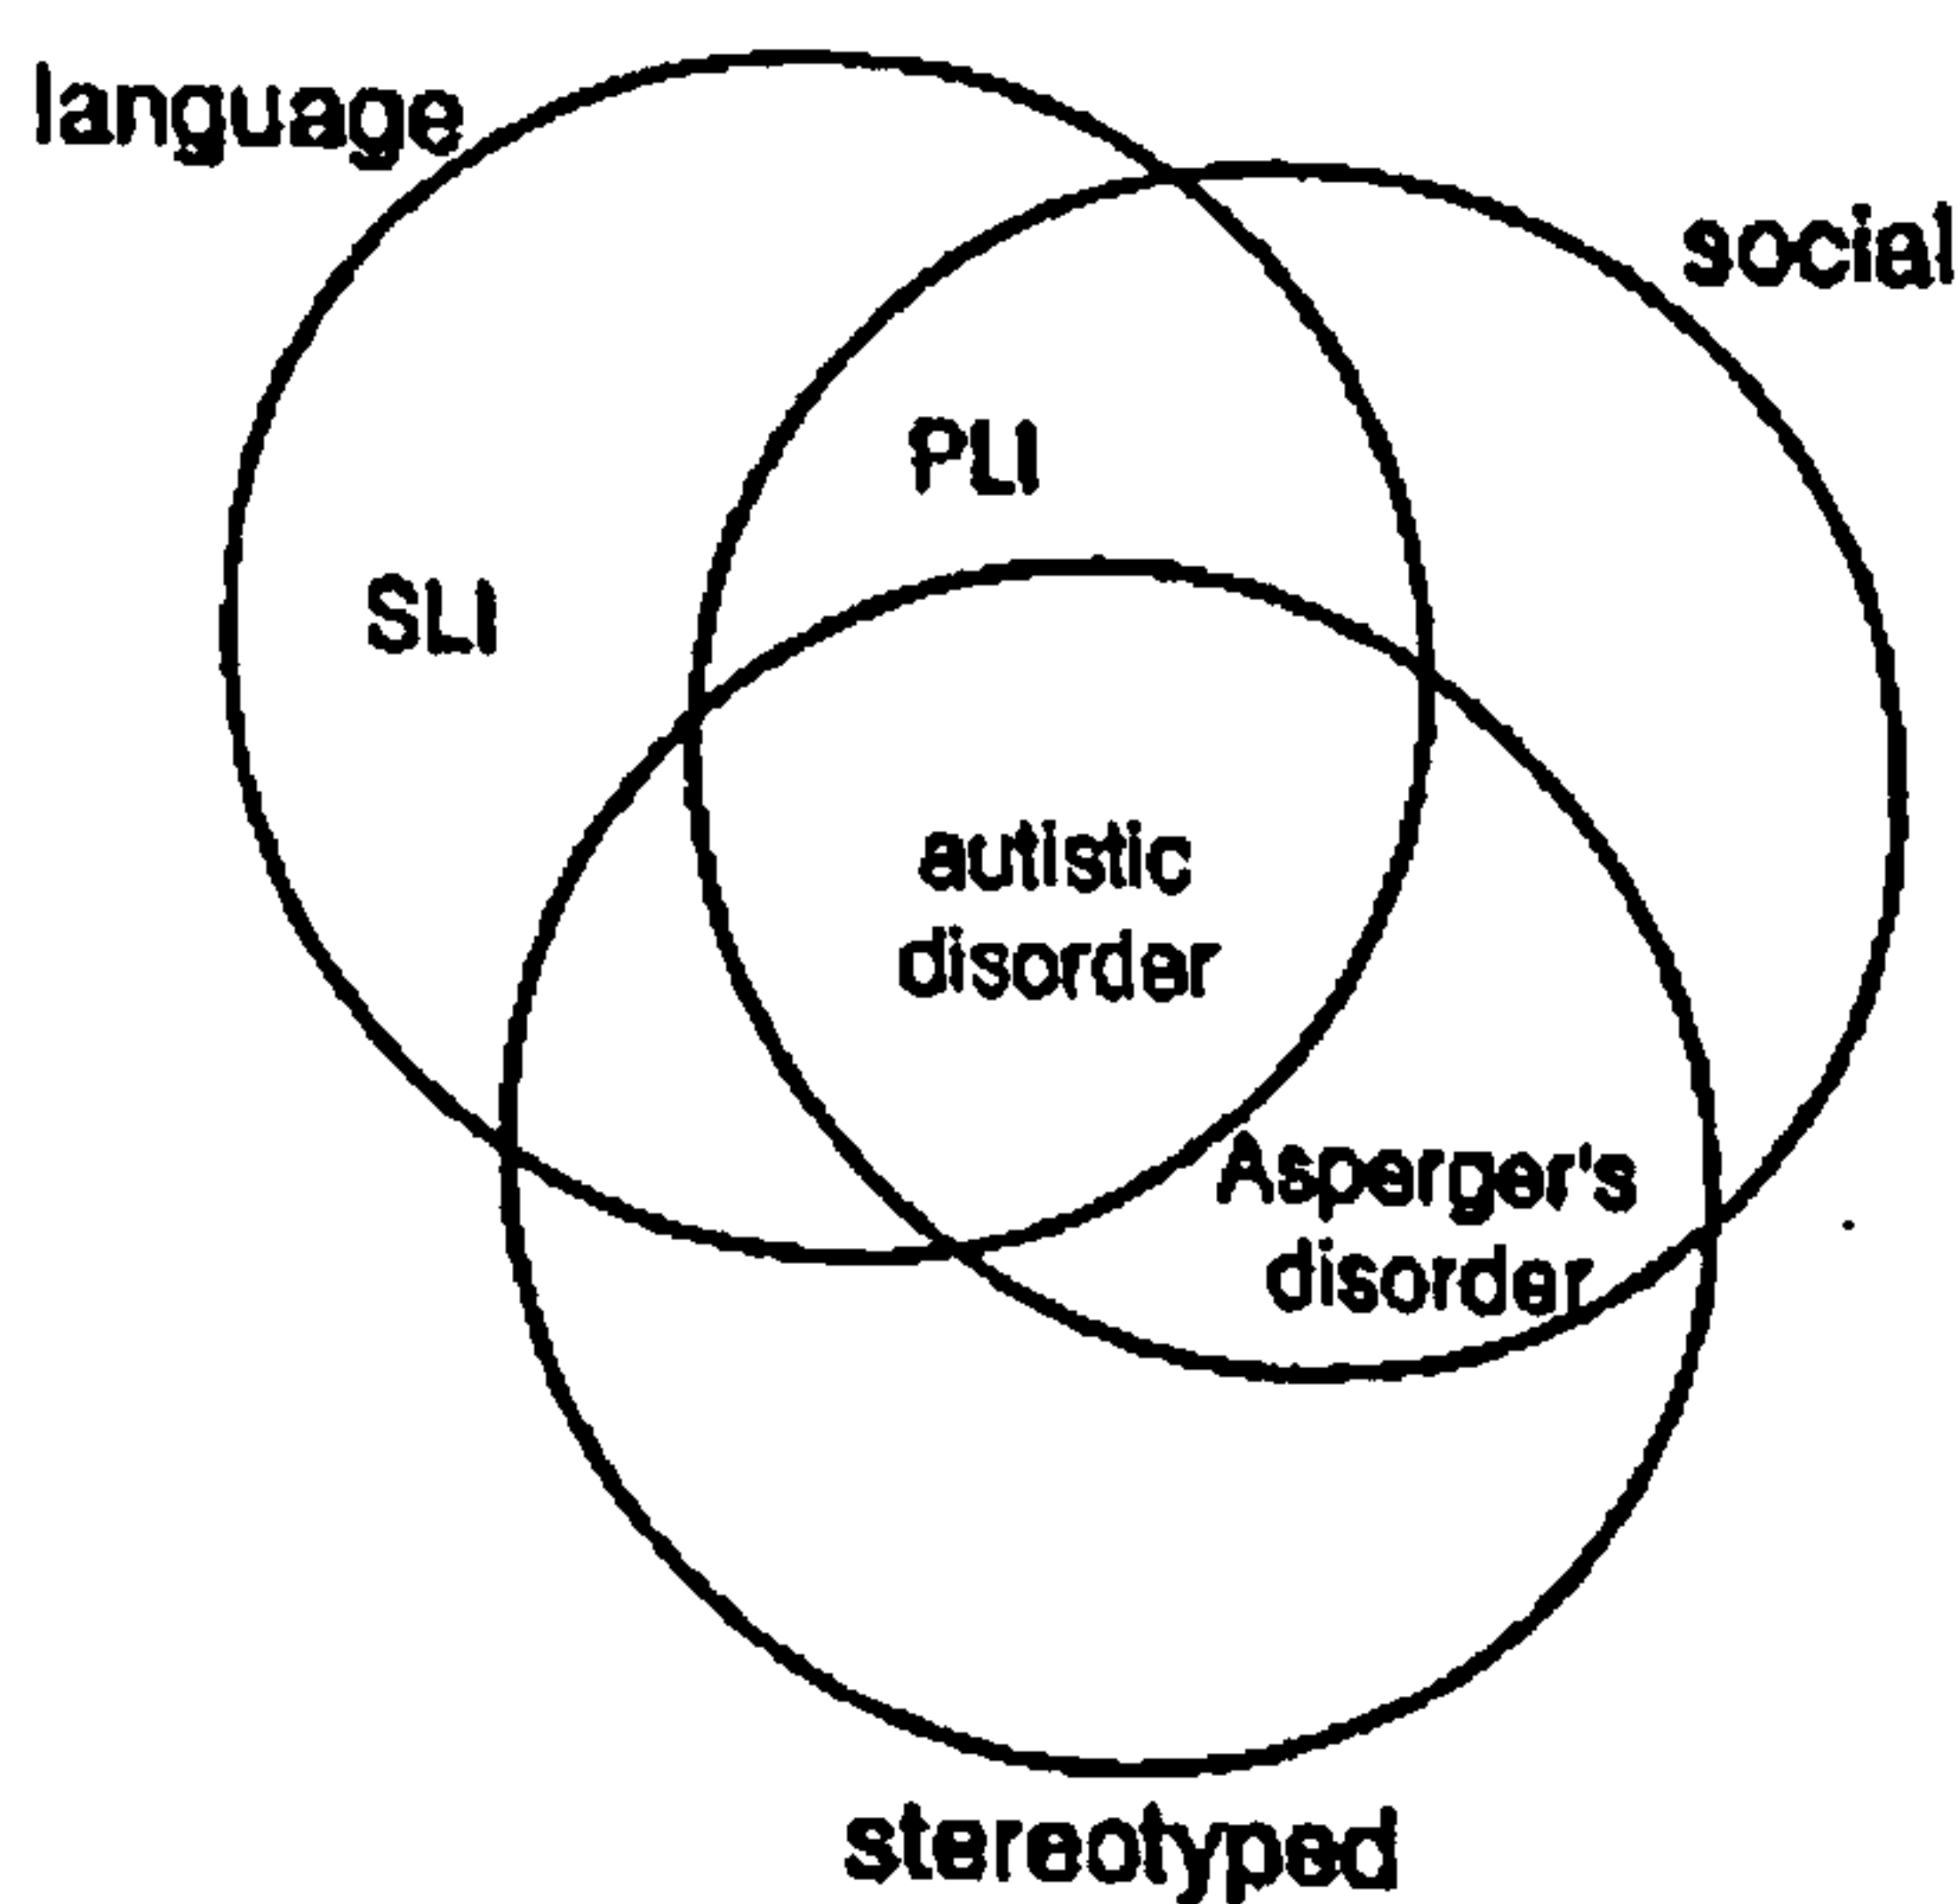 language
social
PLI
SLI
autistic
disorder
Asperger's
disorder
stereotyped